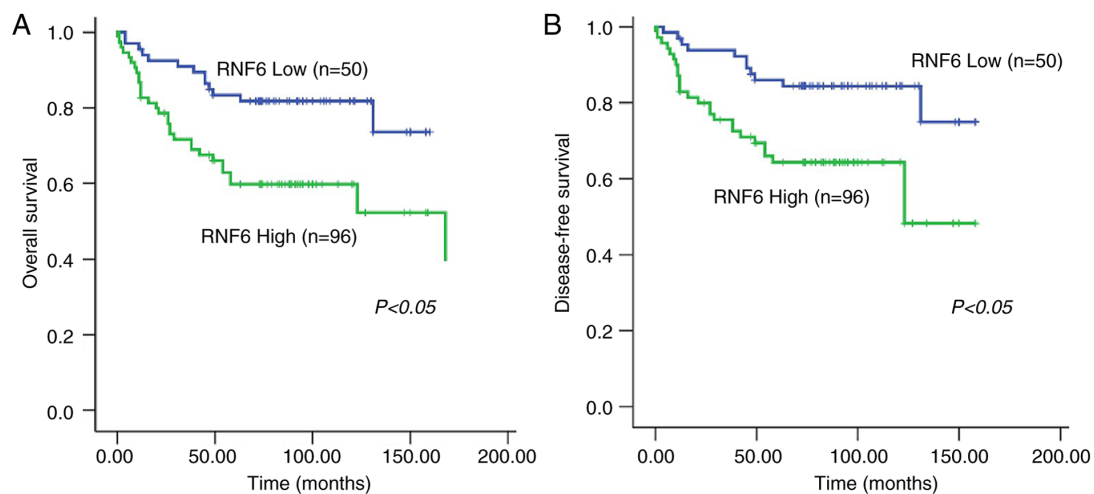 A
1.0
0.8
0.6
0.4
0.2
0.0
Overall survival
RNF6 Low (n=50)
RNF6 High (n=96)
P<0.05
0.00 50.00 100.00 150.00 200.00
Time (months)
B
1.0
0.8
0.6
0.4
0.2
0.0
Disease-free survival
RNF6 Low (n=50)
RNF6 High (n=96)
P<0.05
0.00 50.00 100.00 150.00 200.00
Time (months)